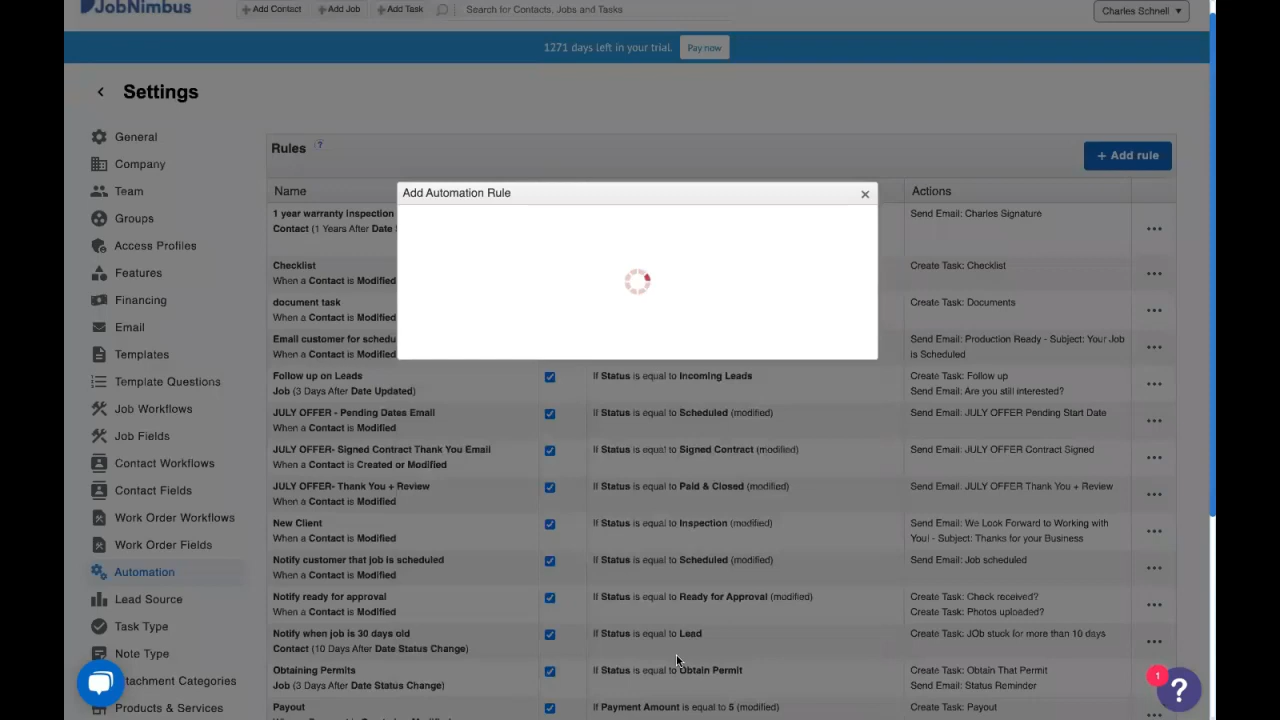 JobNimbus
+ Add Contact
+ Add Job
+ Add Task
Search for Contacts, Jobs and Tasks
Charles Schnell ▼
1271 days left in your trial.
Pay now
Settings
General
Company
Team
Groups
Access Profiles
Features
Financing
Email
Templates
Template Questions
Job Workflows
Job Fields
Contact Workflows
Contact Fields
Work Order Workflows
Work Order Fields
Automation
Lead Source
Task Type
Note Type
ttachment Categories
Products & Services
Rules ?
+ Add rule
Name
Actions
Add Automation Rule
×
1 year warranty Inspection
Contact (1 Years After Date
Send Email: Charles Signature
Checklist
When a Contact is Modified
Create Task: Checklist
document task
When a Contact is Modified
Create Task: Documents
Email customer for schedu
When a Contact is Modified
Send Email: Production Ready - Subject: Your Job
is Scheduled
Follow up on Leads
Job (3 Days After Date Updated)
If Status is equal to Incoming Leads
Create Task: Follow up
Send Email: Are you still interested?
JULY OFFER - Pending Dates Email
When a Contact is Modified
If Status is equal to Scheduled (modified)
Send Email: JULY OFFER Pending Start Date
JULY OFFER- Signed Contract Thank You Email
When a Contact is Created or Modified
If Status is equal to Signed Contract (modified)
Send Email: JULY OFFER Contract Signed
JULY OFFER- Thank You + Review
When a Contact is Modified
If Status is equal to Paid & Closed (modified)
Send Email: JULY OFFER Thank You + Review
New Client
When a Contact is Modified
If Status is equal to Inspection (modified)
Send Email: We Look Forward to Working with
You! - Subject: Thanks for your Business
Notify customer that job is scheduled
When a Contact is Modified
If Status is equal to Scheduled (modified)
Send Email: Job scheduled
Notify ready for approval
When a Contact is Modified
If Status is equal to Ready for Approval (modified)
Create Task: Check received?
Create Task: Photos uploaded?
Notify when job is 30 days old
Contact (10 Days After Date Status Change)
If Status is equal to Lead
Create Task: JOb stuck for more than 10 days
Obtaining Permits
Job (3 Days After Date Status Change)
If Status is equal to Obtain Permit
Create Task: Obtain That Permit
Send Email: Status Reminder
Payout
If Payment Amount is equal to 5 (modified)
Create Task: Payout
1
?